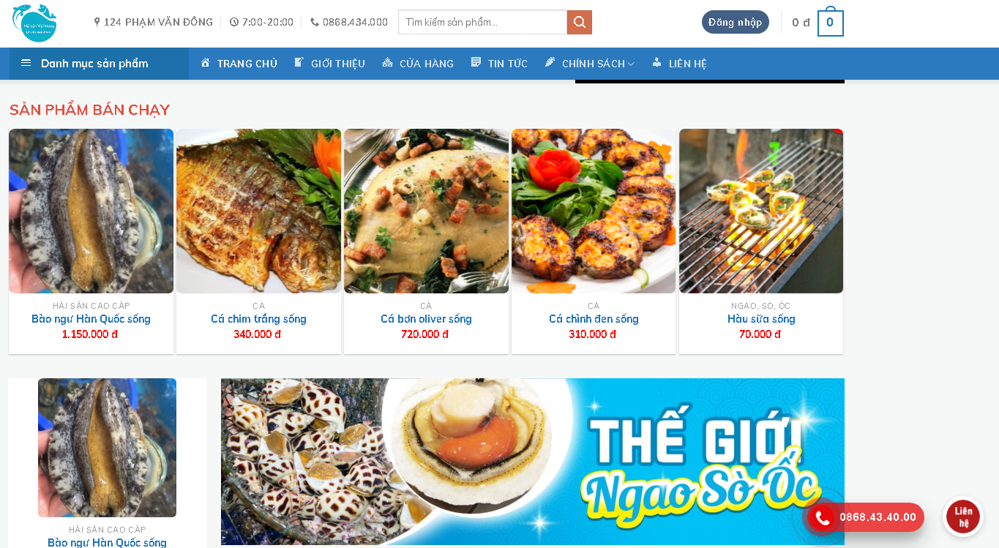 Hải sản Việt Hưng
124 PHẠM VĂN ĐỒNG
7:00-20:00
0868.434.000
Tìm kiếm sản phẩm...
Đăng nhập
0 đ
0
Danh mục sản phẩm
TRANG CHỦ
GIỚI THIỆU
CỬA HÀNG
TIN TỨC
CHÍNH SÁCH
LIÊN HỆ
SẢN PHẨM BÁN CHẠY
HẢI SẢN CAO CẤP
Bào ngư Hàn Quốc sống
1.150.000 đ
CÁ
Cá chim trắng sống
340.000 đ
CÁ
Cá bơn oliver sống
720.000 đ
CÁ
Cá chình đen sống
310.000 đ
NGAO, SÒ, ỐC
Hàu sữa sống
70.000 đ
HẢI SẢN CAO CẤP
Bào ngư Hàn Quốc sống
THẾ GIỚI
Ngao Sò Ốc
0868.43.40.00
Liên
hệ